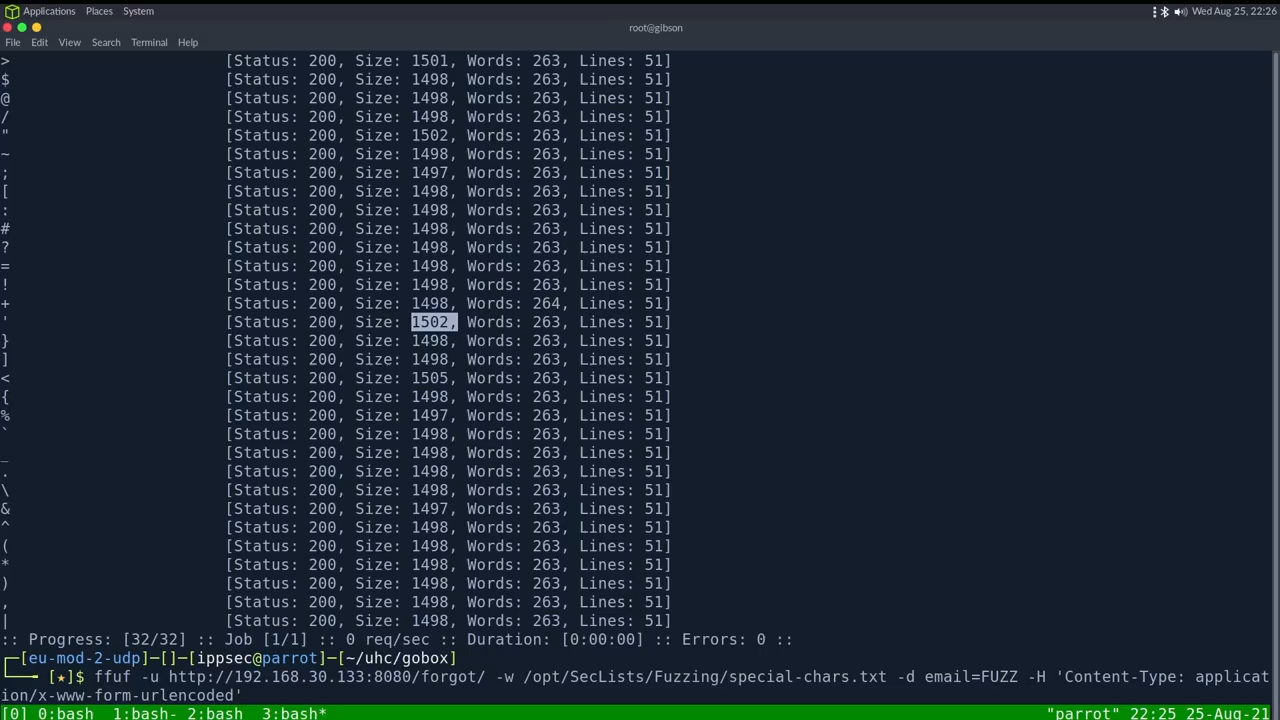 Applications Places System Wed Aug 25, 22:26
root@gibson
File Edit View Search Terminal Help
> [Status: 200, Size: 1501, Words: 263, Lines: 51]
$ [Status: 200, Size: 1498, Words: 263, Lines: 51]
@ [Status: 200, Size: 1498, Words: 263, Lines: 51]
/ [Status: 200, Size: 1498, Words: 263, Lines: 51]
" [Status: 200, Size: 1502, Words: 263, Lines: 51]
~ [Status: 200, Size: 1498, Words: 263, Lines: 51]
; [Status: 200, Size: 1497, Words: 263, Lines: 51]
[ [Status: 200, Size: 1498, Words: 263, Lines: 51]
: [Status: 200, Size: 1498, Words: 263, Lines: 51]
# [Status: 200, Size: 1498, Words: 263, Lines: 51]
? [Status: 200, Size: 1498, Words: 263, Lines: 51]
= [Status: 200, Size: 1498, Words: 263, Lines: 51]
! [Status: 200, Size: 1498, Words: 263, Lines: 51]
+ [Status: 200, Size: 1498, Words: 264, Lines: 51]
' [Status: 200, Size: 1502, Words: 263, Lines: 51]
} [Status: 200, Size: 1498, Words: 263, Lines: 51]
] [Status: 200, Size: 1498, Words: 263, Lines: 51]
< [Status: 200, Size: 1505, Words: 263, Lines: 51]
{ [Status: 200, Size: 1498, Words: 263, Lines: 51]
% [Status: 200, Size: 1497, Words: 263, Lines: 51]
` [Status: 200, Size: 1498, Words: 263, Lines: 51]
_ [Status: 200, Size: 1498, Words: 263, Lines: 51]
. [Status: 200, Size: 1498, Words: 263, Lines: 51]
\ [Status: 200, Size: 1498, Words: 263, Lines: 51]
& [Status: 200, Size: 1497, Words: 263, Lines: 51]
^ [Status: 200, Size: 1498, Words: 263, Lines: 51]
( [Status: 200, Size: 1498, Words: 263, Lines: 51]
* [Status: 200, Size: 1498, Words: 263, Lines: 51]
) [Status: 200, Size: 1498, Words: 263, Lines: 51]
, [Status: 200, Size: 1498, Words: 263, Lines: 51]
| [Status: 200, Size: 1498, Words: 263, Lines: 51]
:: Progress: [32/32] :: Job [1/1] :: 0 req/sec :: Duration: [0:00:00] :: Errors: 0 ::
┌─[eu-mod-2-udp]─[]─[ippsec@parrot]─[~/uhc/gobox]
└──╼ [★]$ ffuf -u http://192.168.30.133:8080/forgot/ -w /opt/SecLists/Fuzzing/special-chars.txt -d email=FUZZ -H 'Content-Type: applicat
ion/x-www-form-urlencoded'
[0] 0:bash 1:bash- 2:bash 3:bash* "parrot" 22:25 25-Aug-21